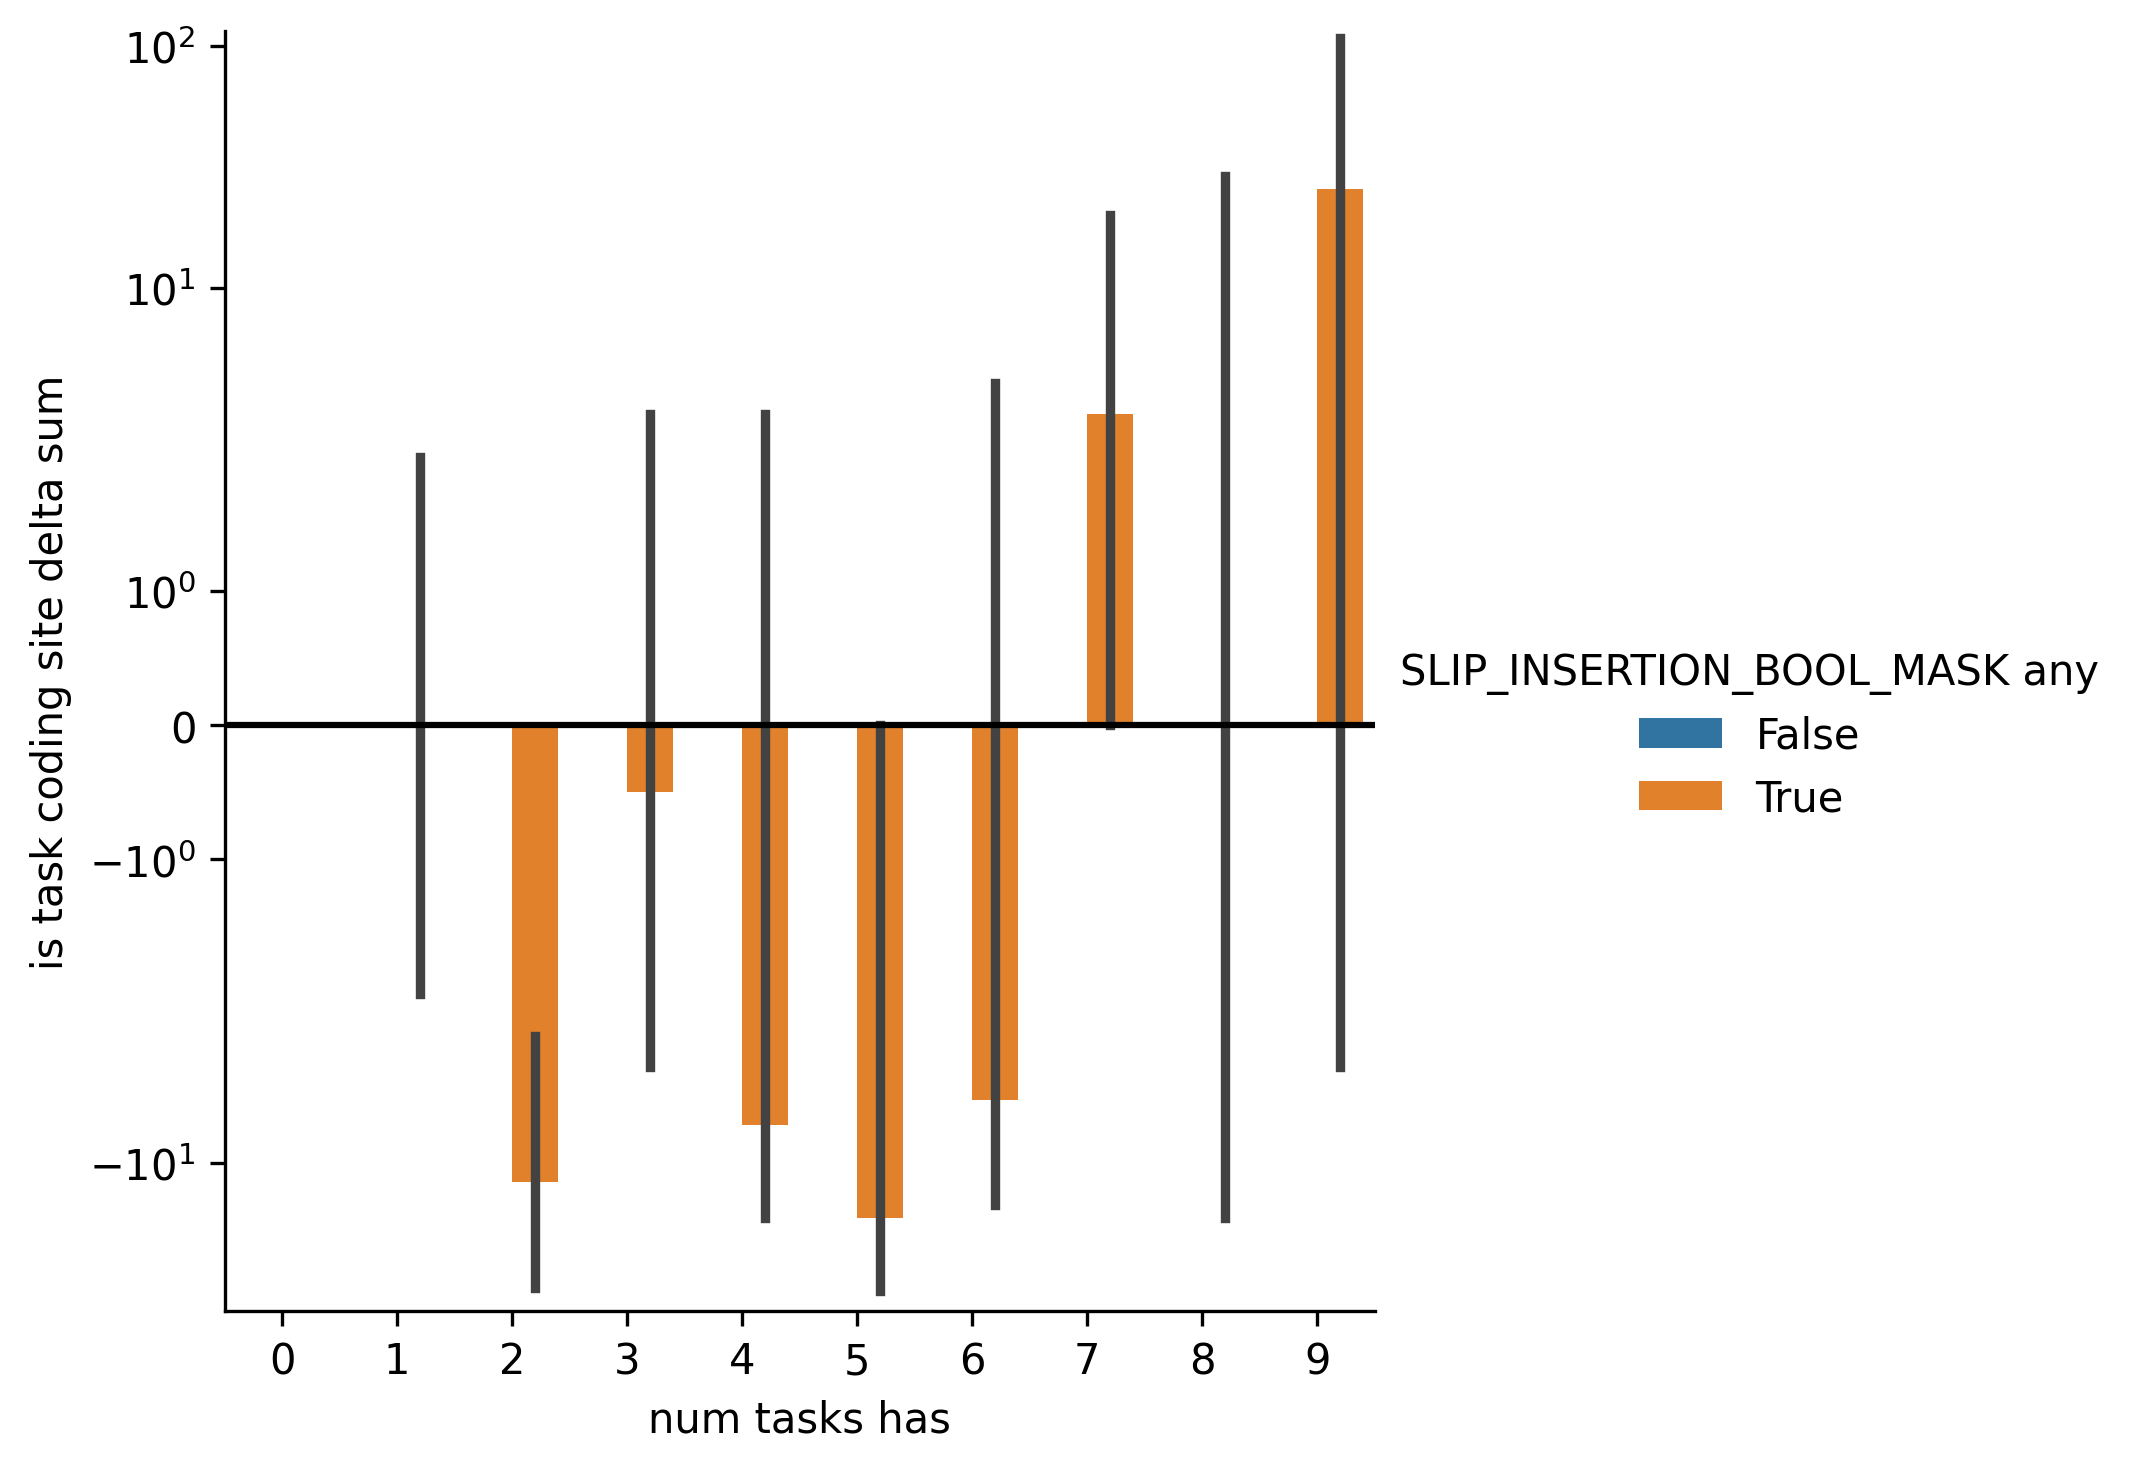 10²
10¹
10⁰
0
−10⁰
−10¹
is task coding site delta sum
0 1 2 3 4 5 6 7 8 9
num tasks has
SLIP_INSERTION_BOOL_MASK any
False
True